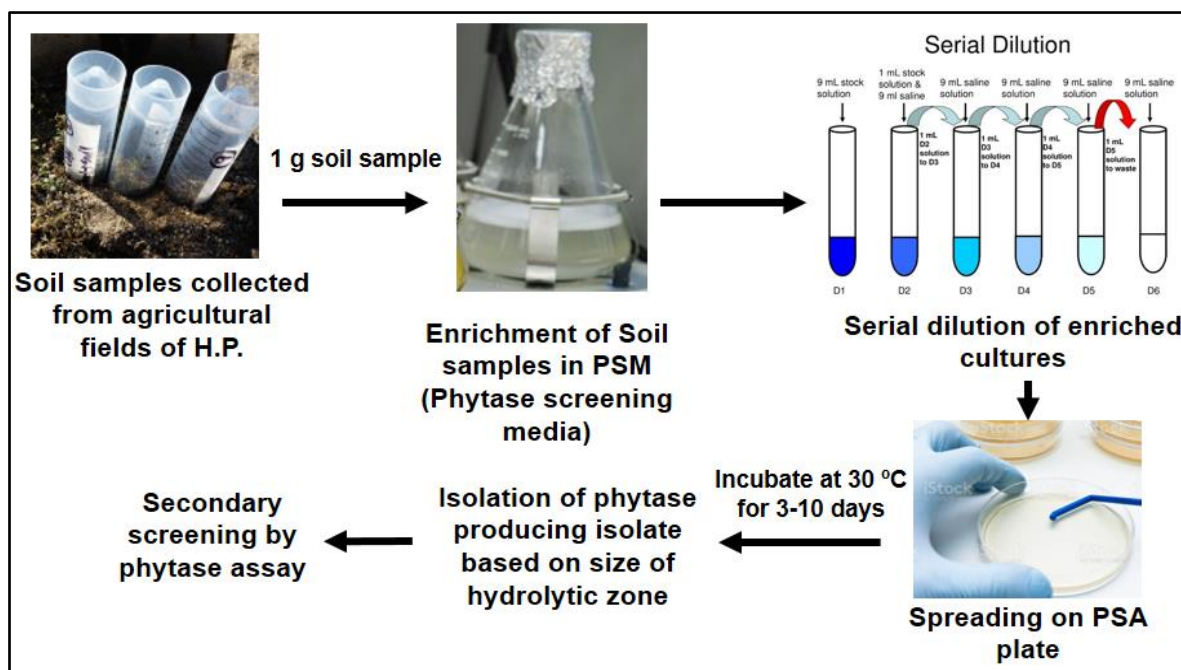 1 g soil sample
Soil samples collected
from agricultural
fields of H.P.
Enrichment of Soil
samples in PSM
(Phytase screening
media)
Serial Dilution
9 mL stock
solution
1 mL stock
solution &
9 ml saline
9 mL saline
solution
9 mL saline
solution
9 mL saline
solution
9 mL saline
solution
1 mL
D2
solution
to D3
1 mL
D3
solution
to D4
1 mL
D4
solution
to D5
1 mL
D5
solution
to waste
D1
D2
D3
D4
D5
D6
Serial dilution of enriched
cultures
iStock
iStock
Spreading on PSA
plate
Incubate at 30 ºC
for 3-10 days
Isolation of phytase
producing isolate
based on size of
hydrolytic zone
Secondary
screening by
phytase assay